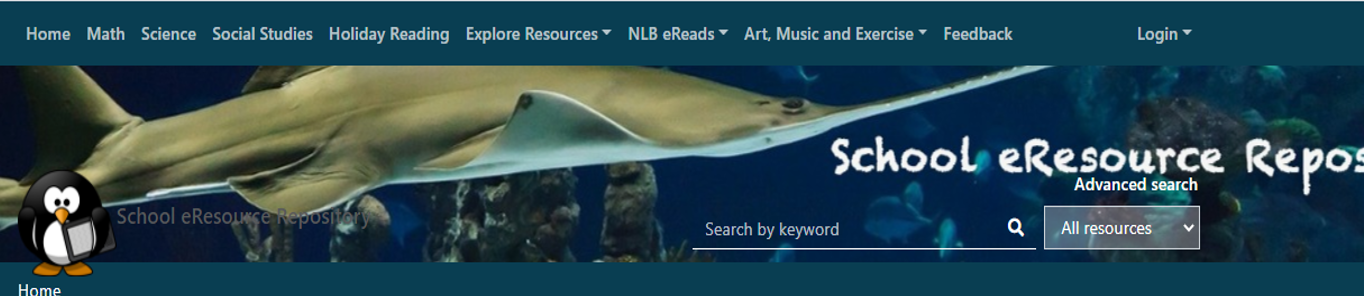 Home Math Science Social Studies Holiday Reading Explore Resources NLB eReads Art, Music and Exercise Feedback Login
School eResource Repos
Advanced search
School eResource Repository
Search by keyword All resources
Home